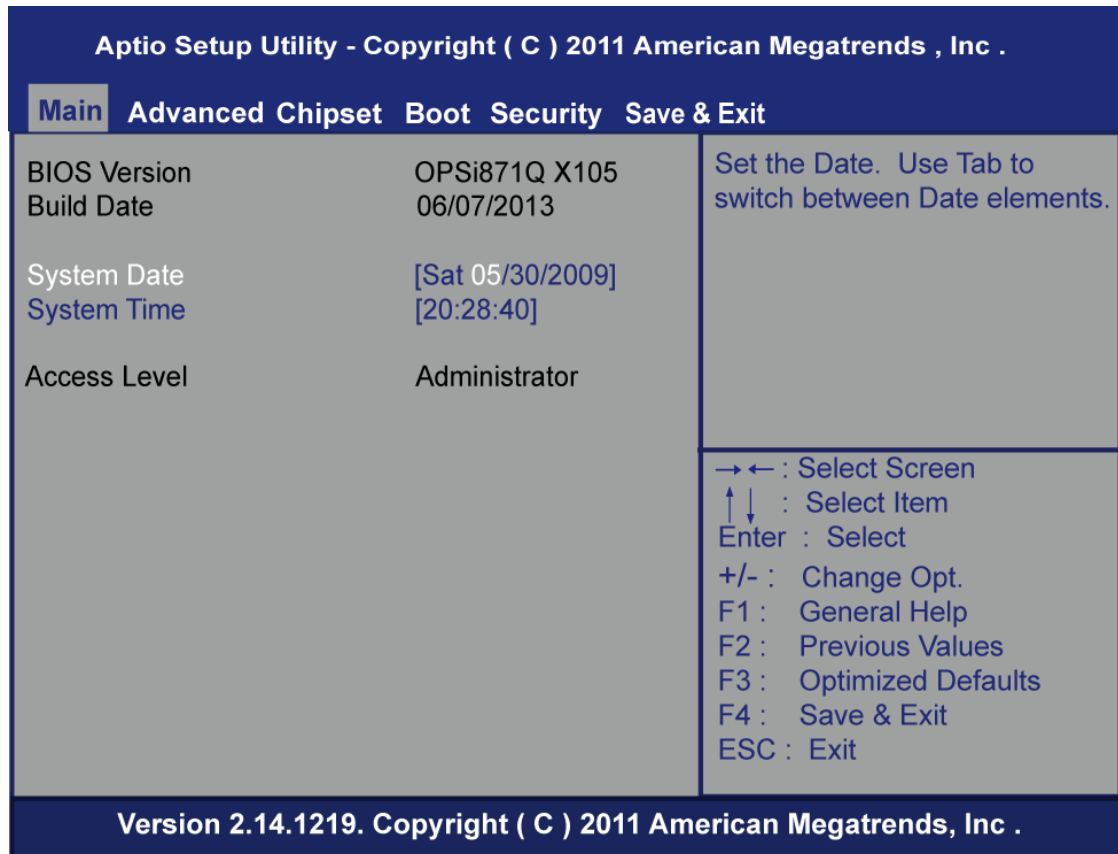 Aptio Setup Utility - Copyright ( C ) 2011 American Megatrends , Inc .
Main Advanced Chipset Boot Security Save & Exit
BIOS Version OPSi871Q X105
Build Date 06/07/2013
System Date [Sat 05/30/2009]
System Time [20:28:40]
Access Level Administrator
Set the Date. Use Tab to
switch between Date elements.
→ ← : Select Screen
↑ ↓ : Select Item
Enter : Select
+/- : Change Opt.
F1 : General Help
F2 : Previous Values
F3 : Optimized Defaults
F4 : Save & Exit
ESC : Exit
Version 2.14.1219. Copyright ( C ) 2011 American Megatrends, Inc .